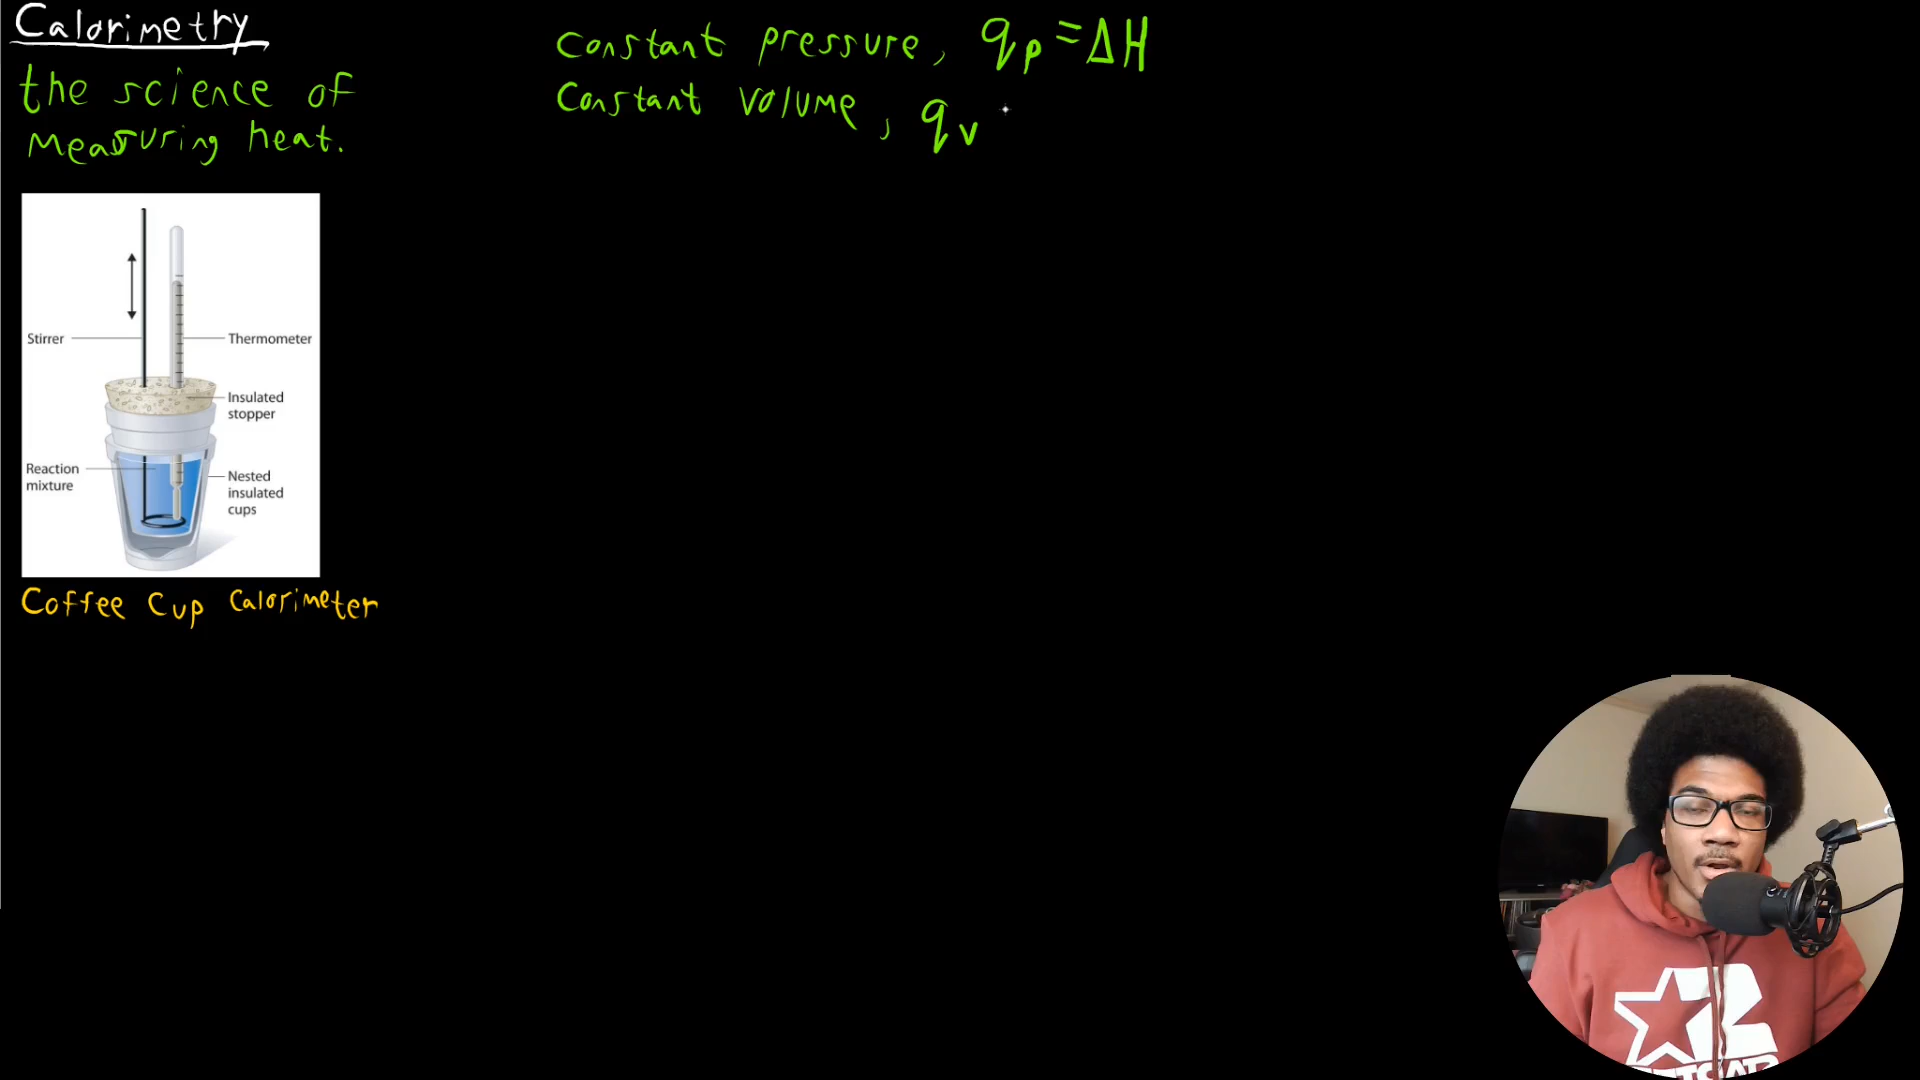 Calorimetry
the science of
measuring heat.
Constant pressure, qp = ΔH
Constant volume, qv
Stirrer
Thermometer
Insulated
stopper
Reaction
mixture
Nested
insulated
cups
Coffee Cup Calorimeter